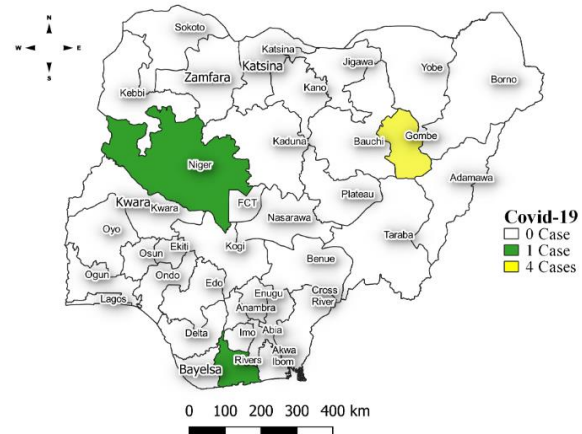 N
W E
S
Sokoto
Katsina
Zamfara
Katsina
Jigawa
Yobe
Borno
Kebbi
Kano
Kaduna
Bauchi
Gombe
Niger
Adamawa
Plateau
Kwara
Kwara
FCT
Nasarawa
Taraba
Oyo
Ekiti
Kogi
Osun
Benue
Ogun
Ondo
Edo
Enugu
Cross
River
Lagos
Anambra
Delta
Imo
Abia
Bayelsa
Rivers
Akwa
Ibom
Covid-19
0 Case
1 Case
4 Cases
0 100 200 300 400 km